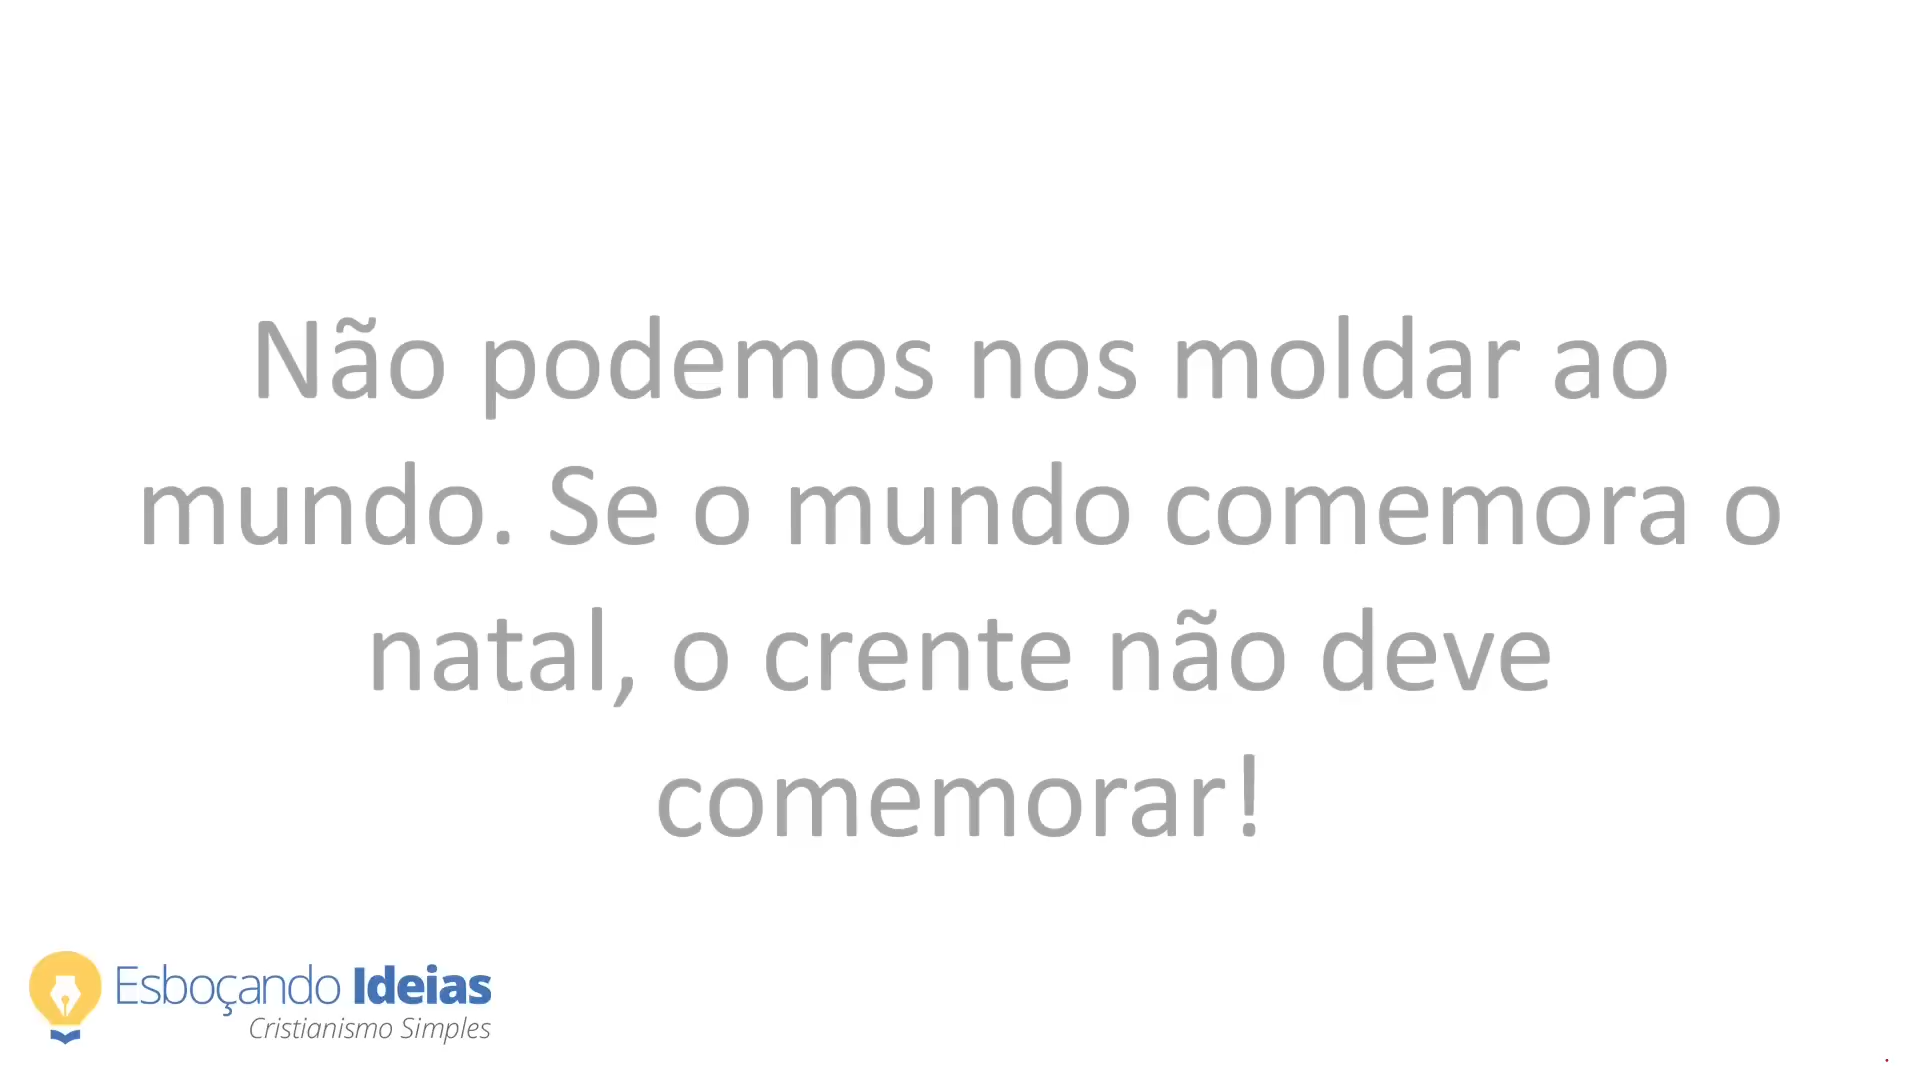 Não podemos nos moldar ao
mundo. Se o mundo comemora o
natal, o crente não deve
comemorar!
Esboçando Ideias
Cristianismo Simples